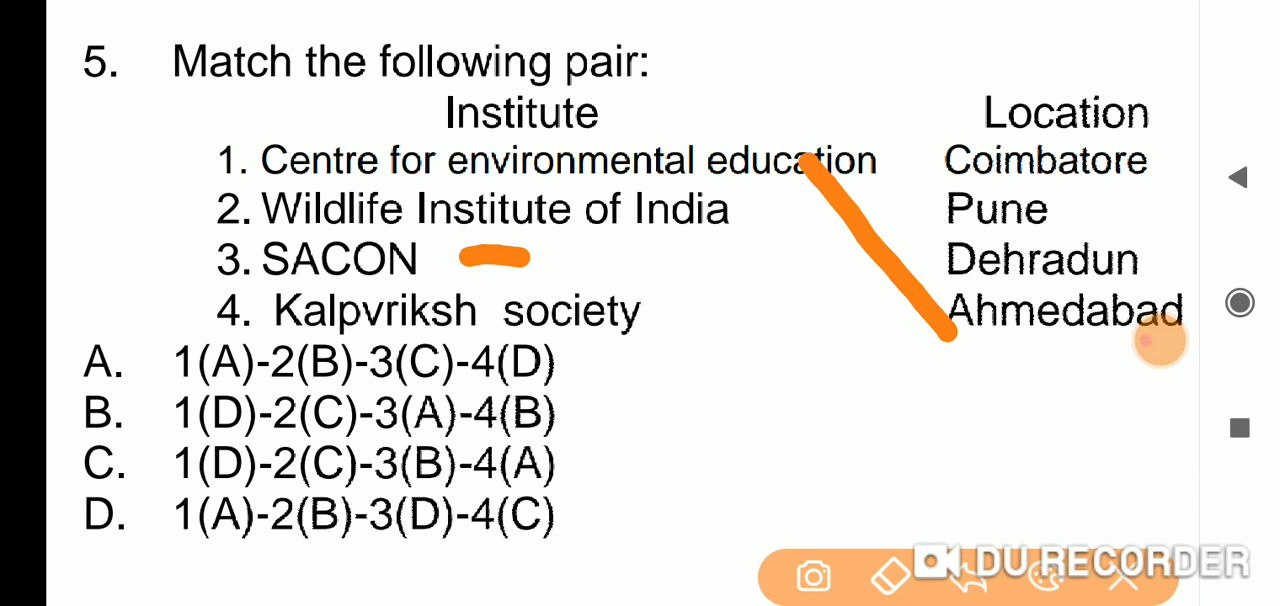 5. Match the following pair:
Institute Location
1. Centre for environmental education Coimbatore
2. Wildlife Institute of India Pune
3. SACON Dehradun
4. Kalpvriksh society Ahmedabad
A. 1(A)-2(B)-3(C)-4(D)
B. 1(D)-2(C)-3(A)-4(B)
C. 1(D)-2(C)-3(B)-4(A)
D. 1(A)-2(B)-3(D)-4(C)
DU RECORDER